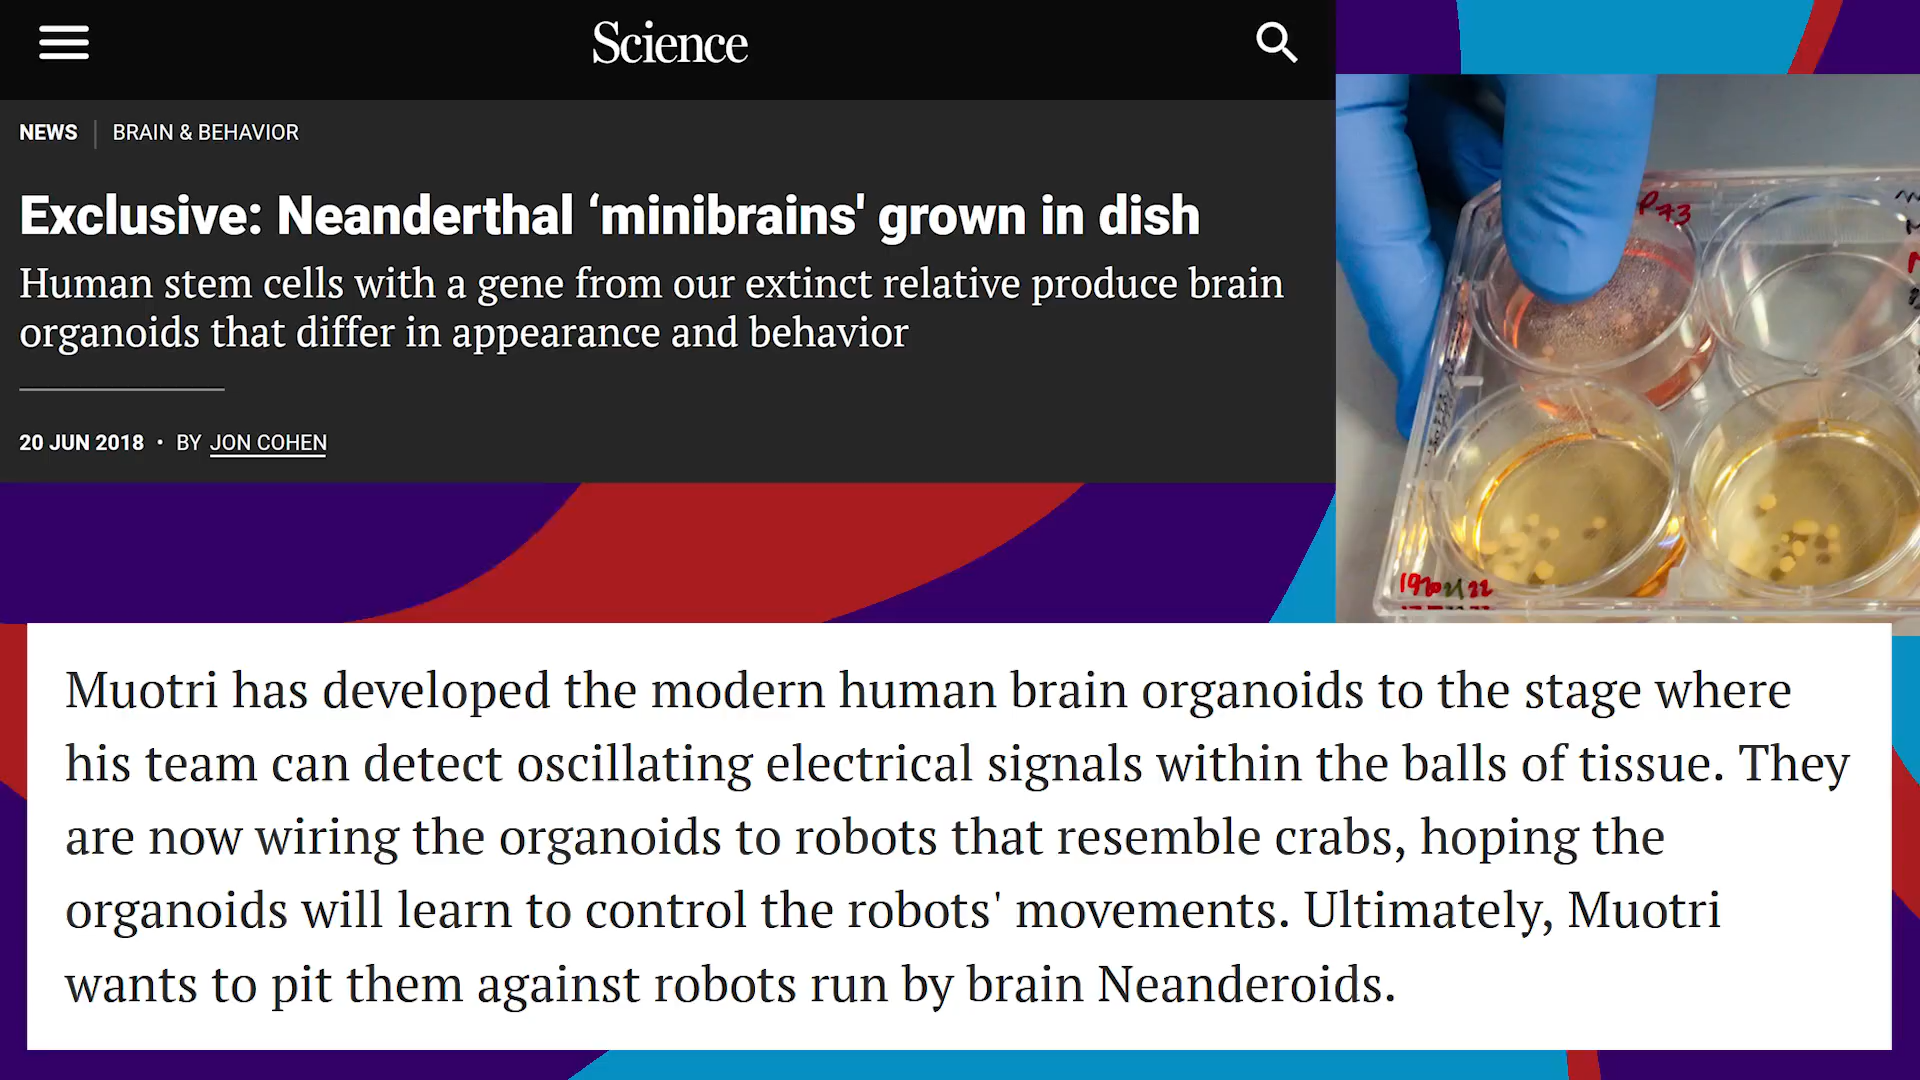 Science
NEWS | BRAIN & BEHAVIOR
Exclusive: Neanderthal ‘minibrains' grown in dish
Human stem cells with a gene from our extinct relative produce brain
organoids that differ in appearance and behavior
20 JUN 2018 • BY JON COHEN
P73
Muotri has developed the modern human brain organoids to the stage where
his team can detect oscillating electrical signals within the balls of tissue. They
are now wiring the organoids to robots that resemble crabs, hoping the
organoids will learn to control the robots' movements. Ultimately, Muotri
wants to pit them against robots run by brain Neanderoids.